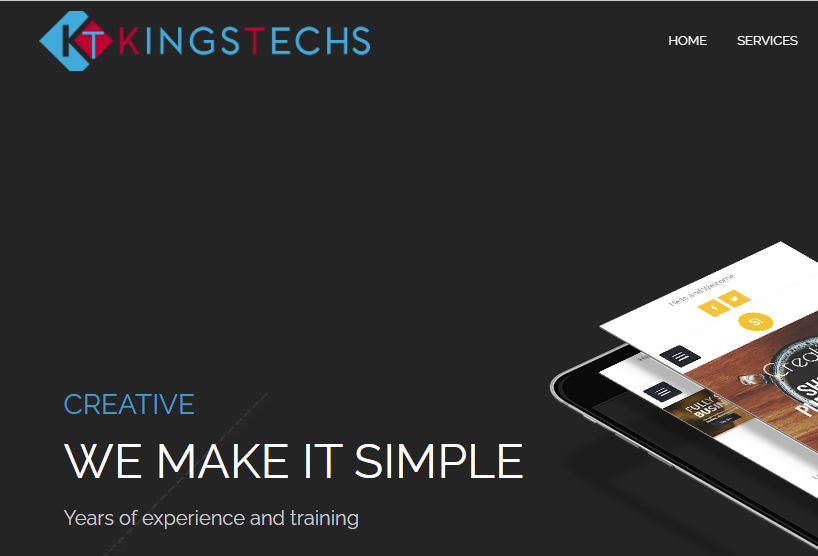 KT KINGSTECHS
HOME SERVICES
Hello and Welcome
CREATIVE
WE MAKE IT SIMPLE
Years of experience and training